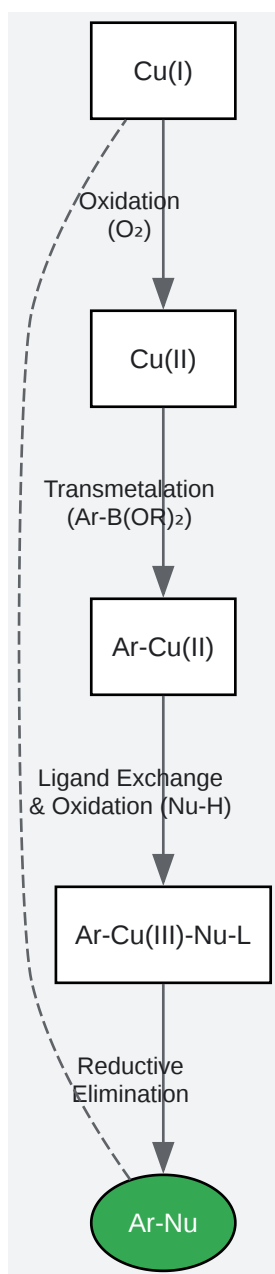 Cu(I)
Oxidation
(O₂)
Cu(II)
Transmetalation
(Ar-B(OR)₂)
Ar-Cu(II)
Ligand Exchange
& Oxidation (Nu-H)
Ar-Cu(III)-Nu-L
Reductive
Elimination
Ar-Nu